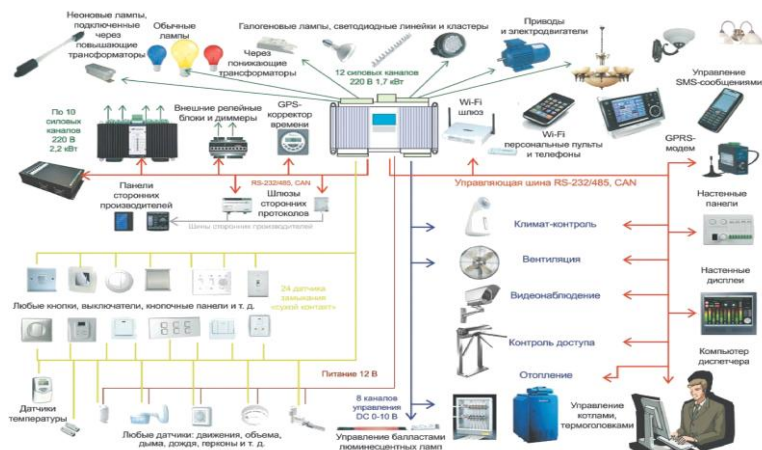 Неоновые лампы,
подключенные
через
повышающие
трансформаторы
Обычные
лампы
Галогеновые лампы, светодиодные линейки и кластеры
Через
понижающие
трансформаторы
12 силовых каналов
220 В 1,7 кВт
Приводы
и электродвигатели
Управление
SMS-сообщениями
По 10
силовых
каналов
220 В
2,2 кВт
Внешние релейные
блоки и диммеры
GPS-
корректор
времени
Wi-Fi
шлюз
Wi-Fi
персональные пульты
и телефоны
GPRS-
модем
RS-232/485, CAN
Управляющая шина RS-232/485, CAN
Панели
сторонних
производителей
Шлюзы
сторонних
протоколов
Шины сторонних производителей
Настенные
панели
Климат-контроль
Вентиляция
24 датчика
замыкания
«сухой контакт»
Любые кнопки, выключатели, кнопочные панели и т. д.
Настенные
дисплеи
Видеонаблюдение
Контроль доступа
Компьютер
диспетчера
Питание 12 В
Отопление
8 каналов
управления
DC 0-10 В
Датчики
температуры
Любые датчики: движения, объема,
дыма, дождя, герконы и т. д.
Управление балластами
люминесцентных ламп
Управление
котлами,
термоголовками